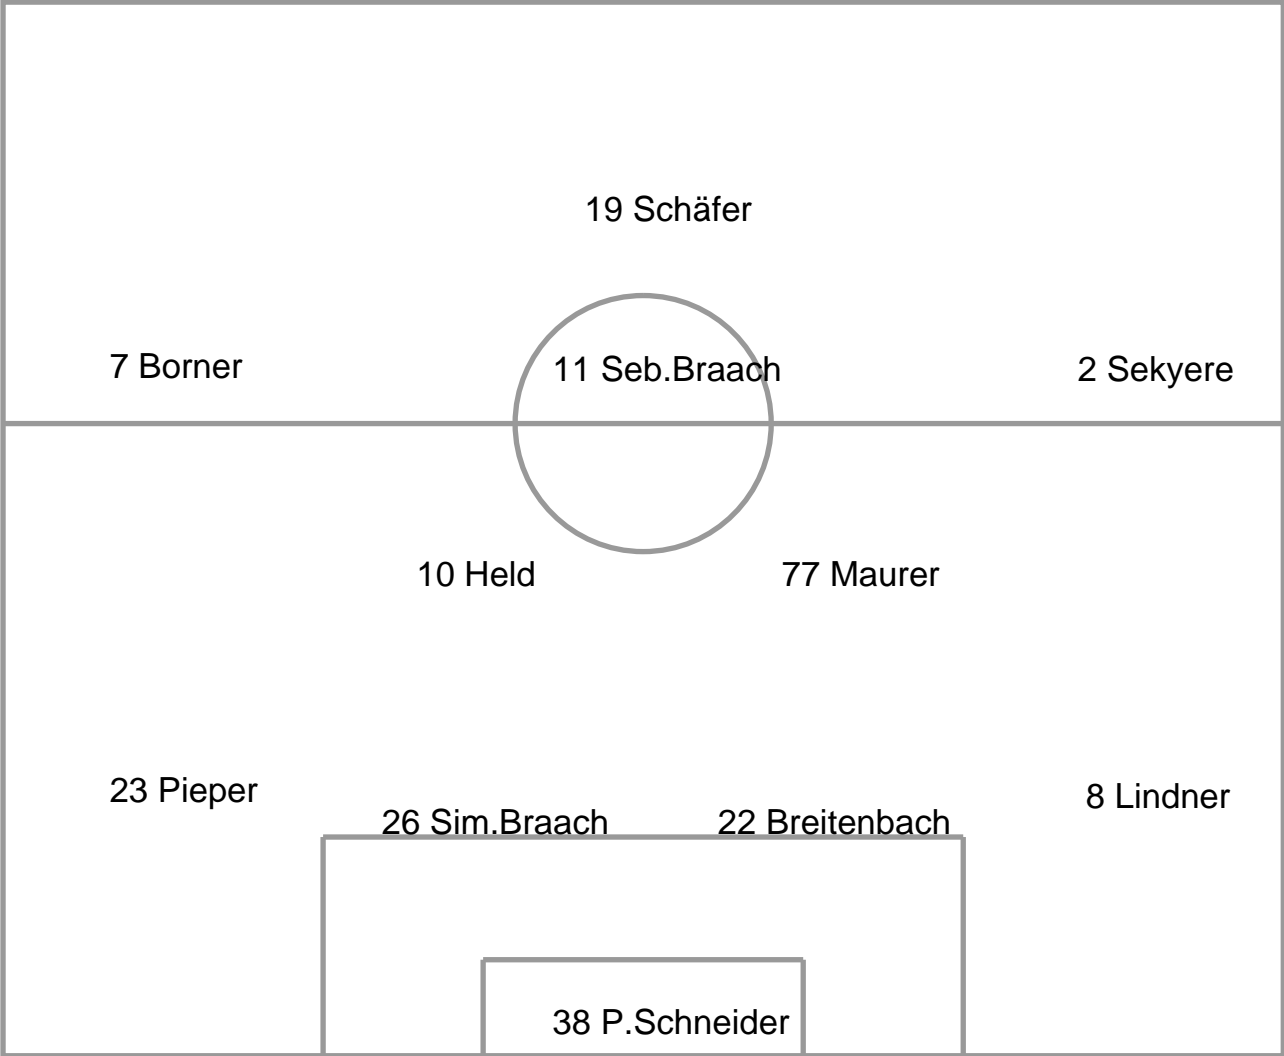 19 Schäfer
7 Borner
11 Seb.Braach
2 Sekyere
10 Held
77 Maurer
23 Pieper
8 Lindner
26 Sim.Braach
22 Breitenbach
38 P.Schneider